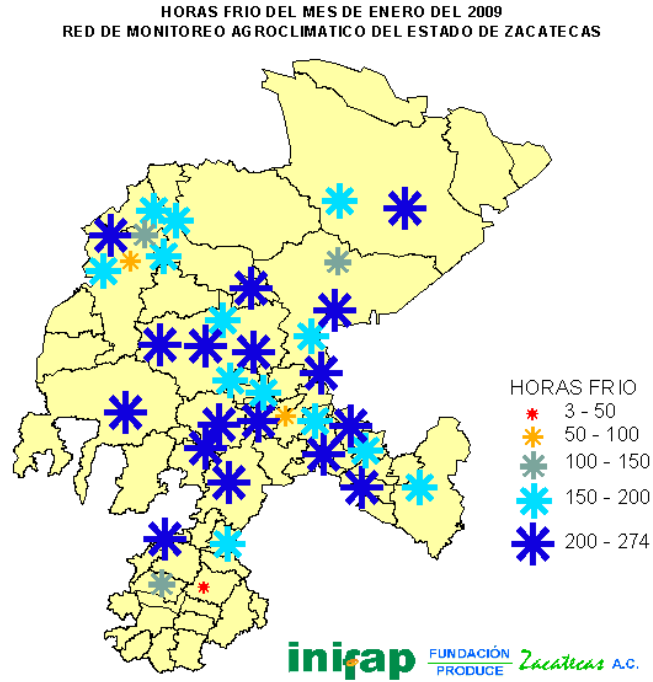 HORAS FRIO DEL MES DE ENERO DEL 2009
RED DE MONITOREO AGROCLIMATICO DEL ESTADO DE ZACATECAS
HORAS FRIO
3 - 50
50 - 100
100 - 150
150 - 200
200 - 274
inifap
FUNDACIÓN
PRODUCE
Zacatecas A.C.